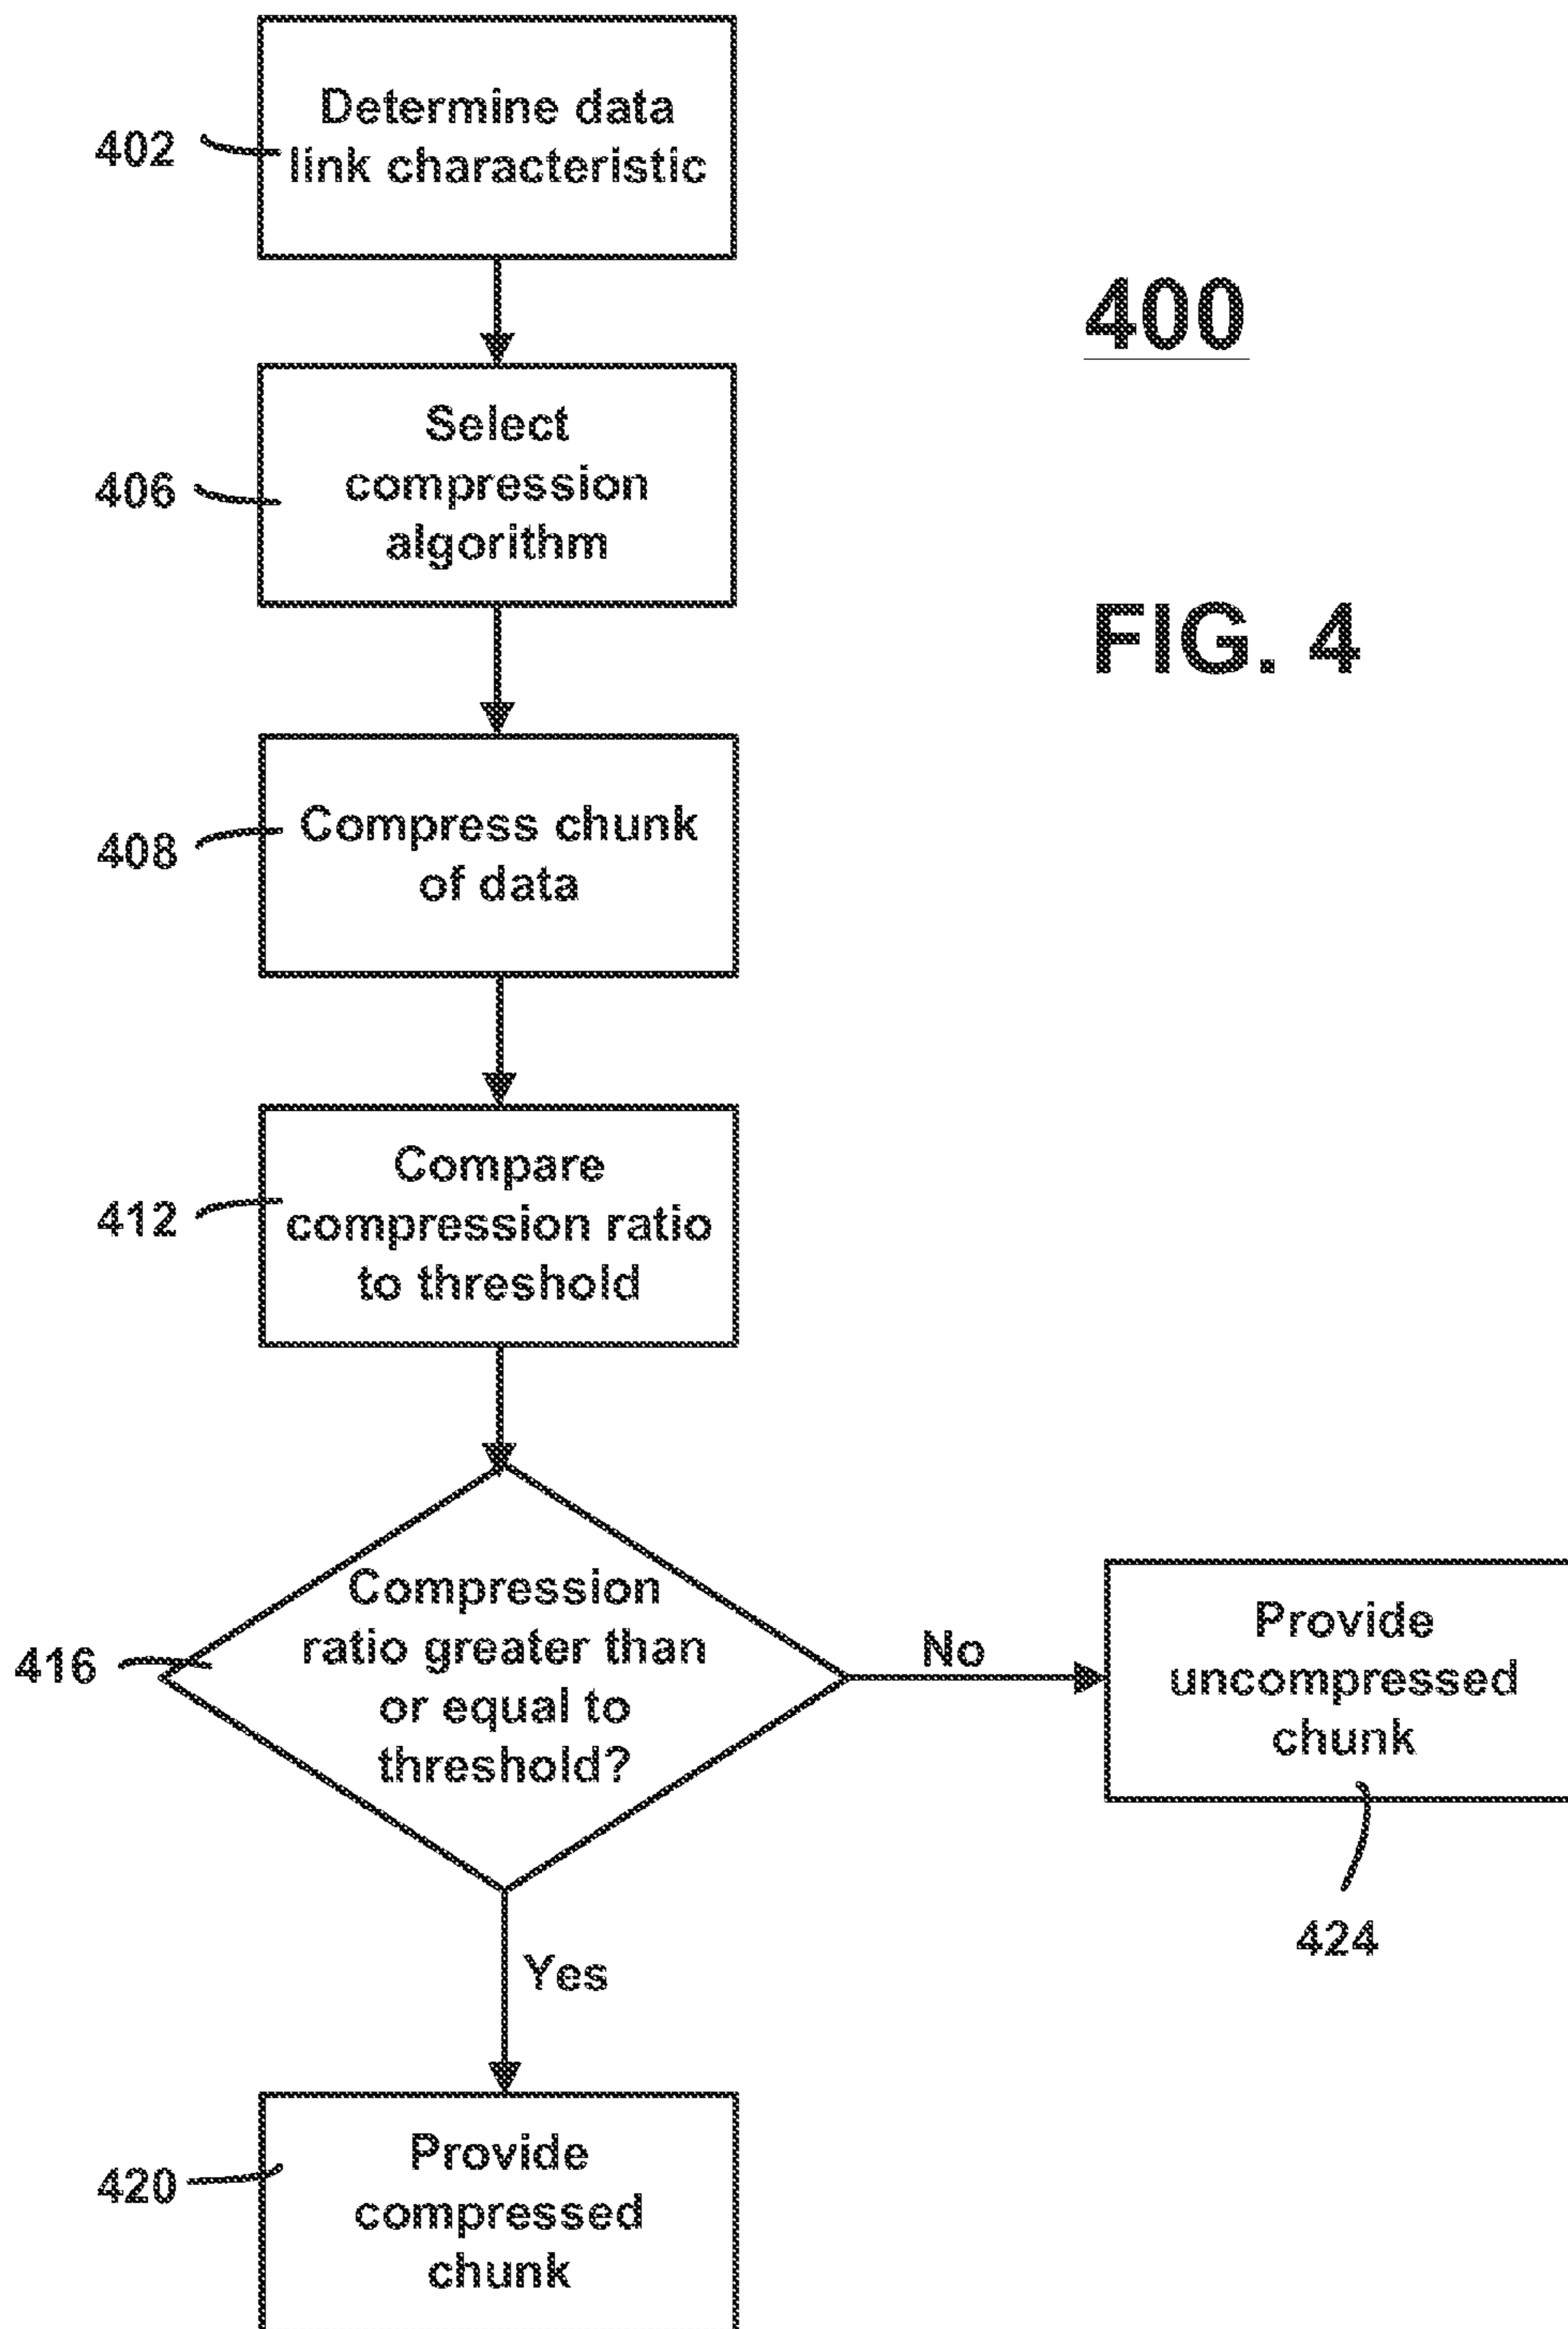 Determine data
link characteristic
402
400
Select
compression
algorithm
406
FIG. 4
Compress chunk
of data
408
Compare
compression ratio
to threshold
412
Compression
ratio greater than
or equal to
threshold?
416
No
Provide
uncompressed
chunk
424
Yes
Provide
compressed
chunk
420